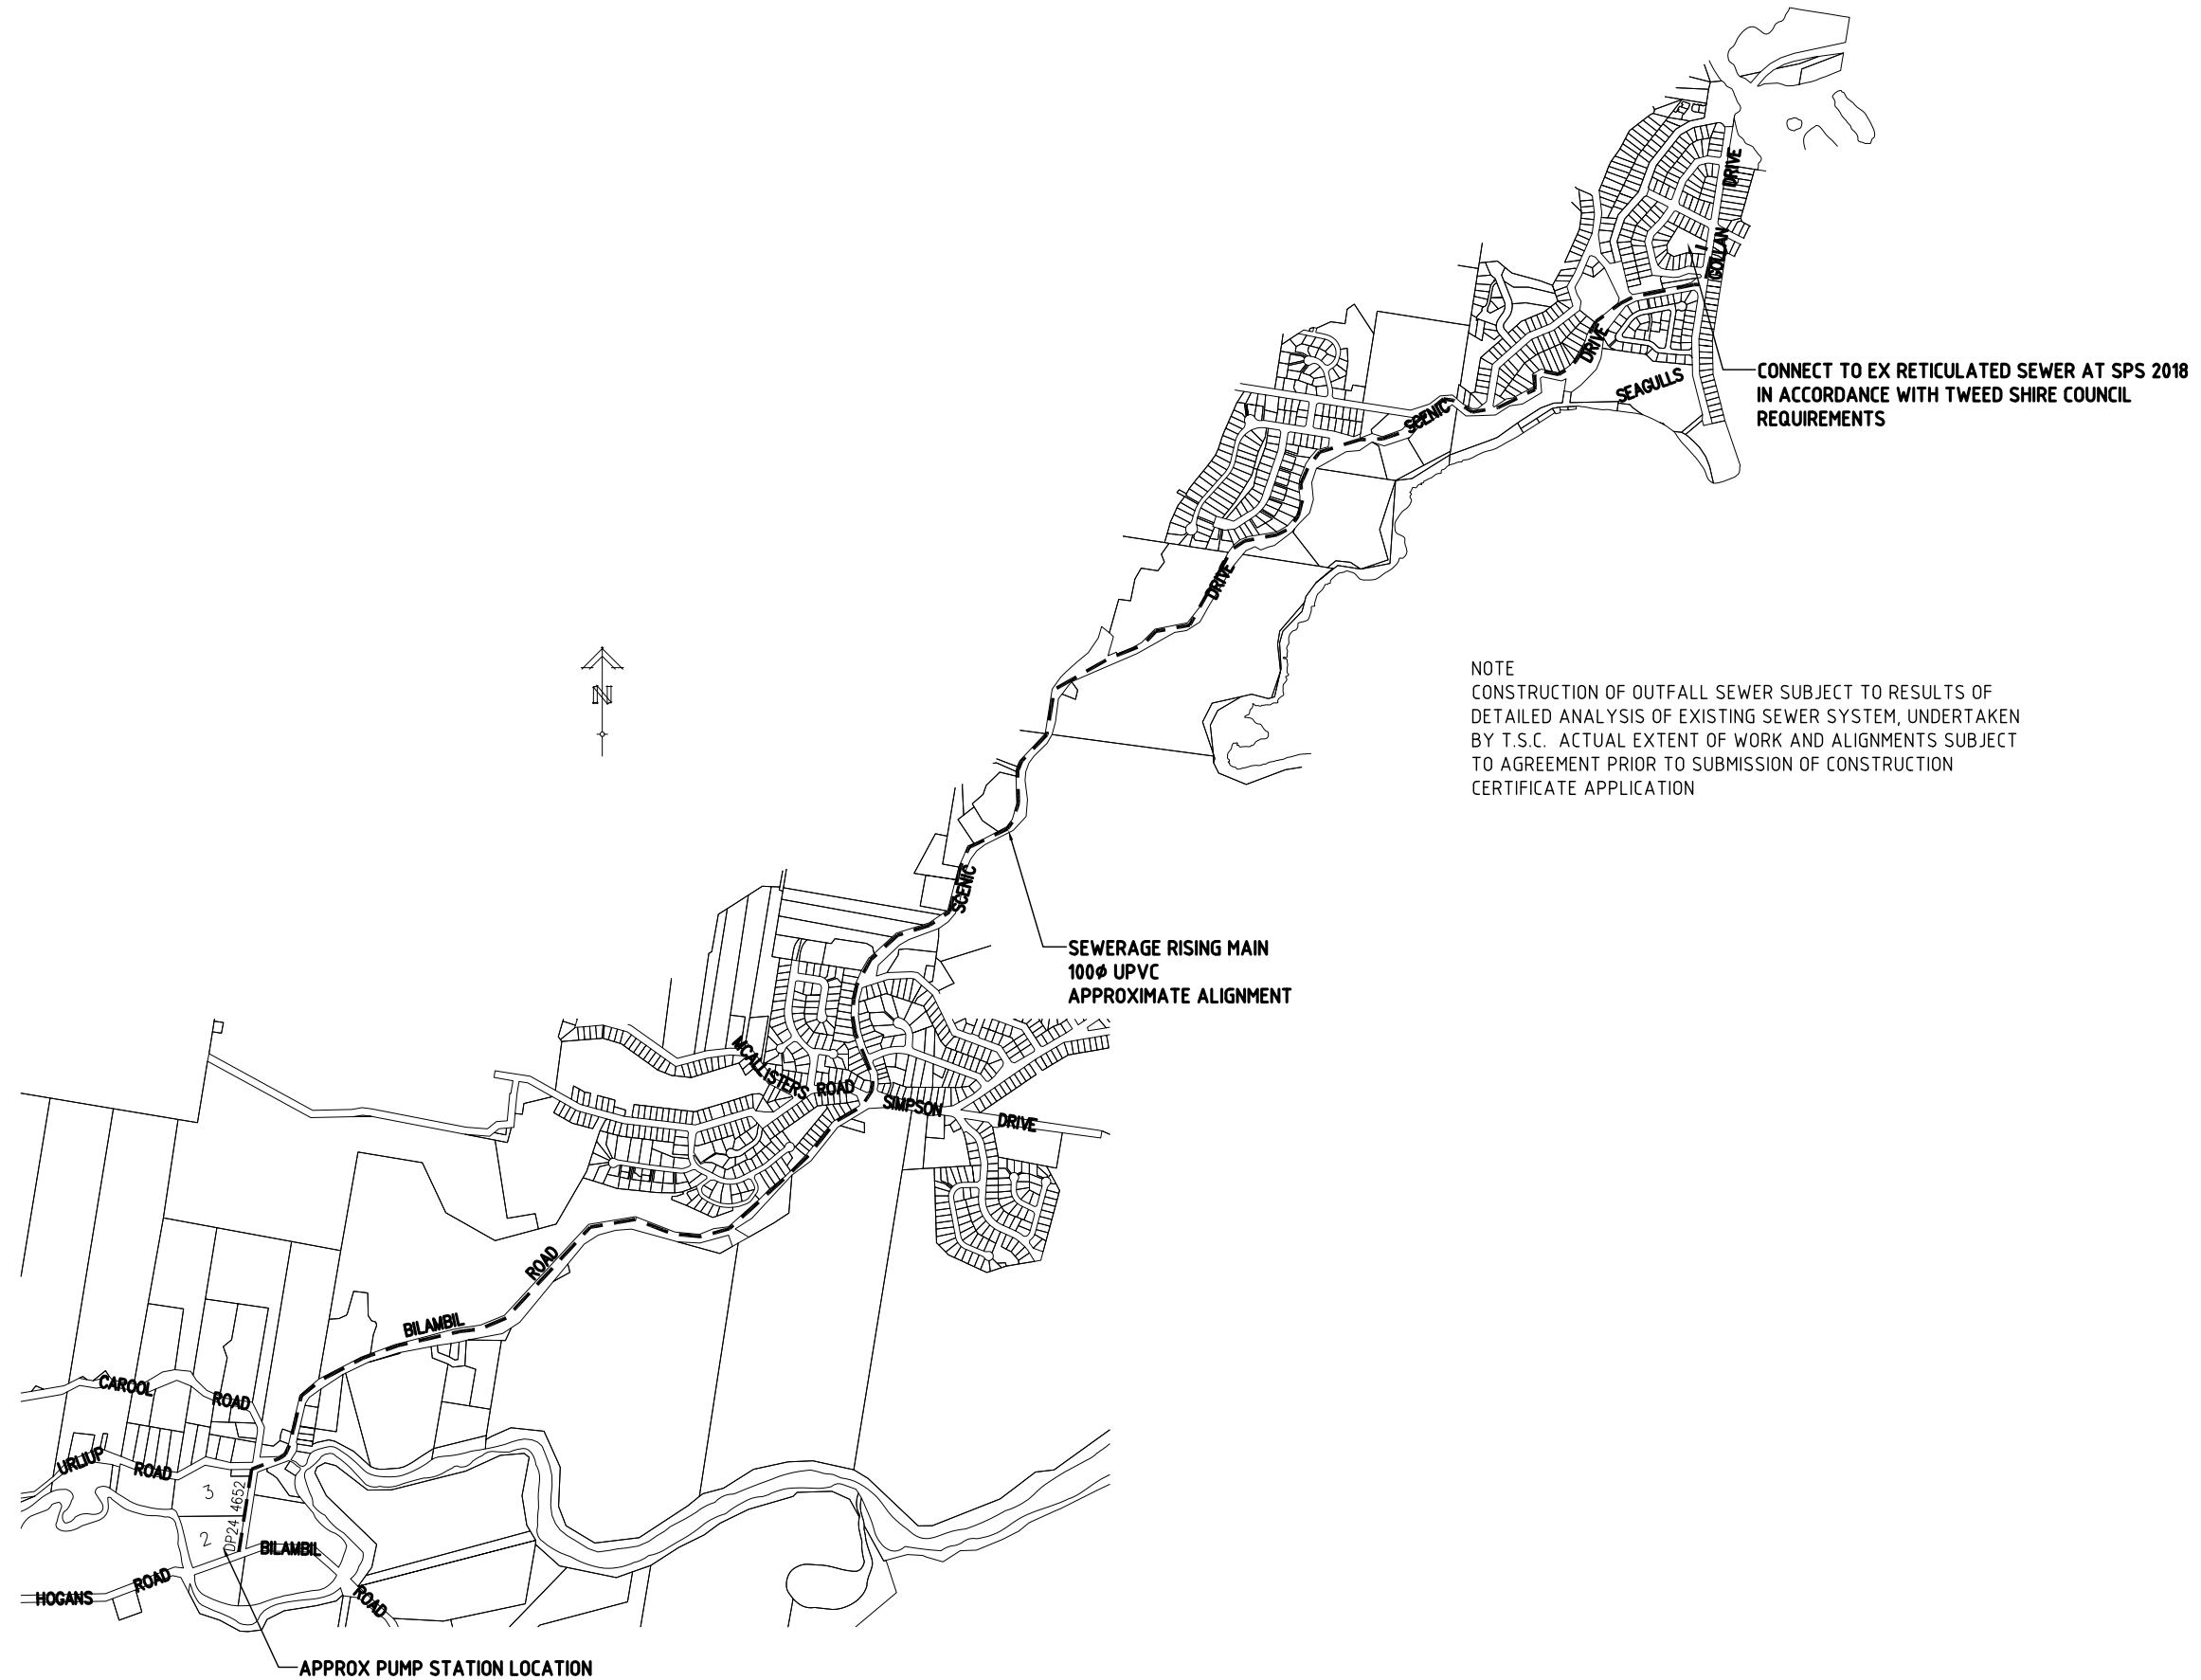 DRIVE
GOLLAN
DRIVE
SEAGULLS
SCENIC
CONNECT TO EX RETICULATED SEWER AT SPS 2018
IN ACCORDANCE WITH TWEED SHIRE COUNCIL
REQUIREMENTS
DRIVE
N
NOTE
CONSTRUCTION OF OUTFALL SEWER SUBJECT TO RESULTS OF
DETAILED ANALYSIS OF EXISTING SEWER SYSTEM, UNDERTAKEN
BY T.S.C. ACTUAL EXTENT OF WORK AND ALIGNMENTS SUBJECT
TO AGREEMENT PRIOR TO SUBMISSION OF CONSTRUCTION
CERTIFICATE APPLICATION
SCENIC
SEWERAGE RISING MAIN
100Ø UPVC
APPROXIMATE ALIGNMENT
MCALLISTERS ROAD
SIMPSON
DRIVE
ROAD
BILAMBIL
CAROOL
ROAD
URLIUP
ROAD
3
DP24 4652
2
BILAMBIL
ROAD
HOGANS
ROAD
APPROX PUMP STATION LOCATION